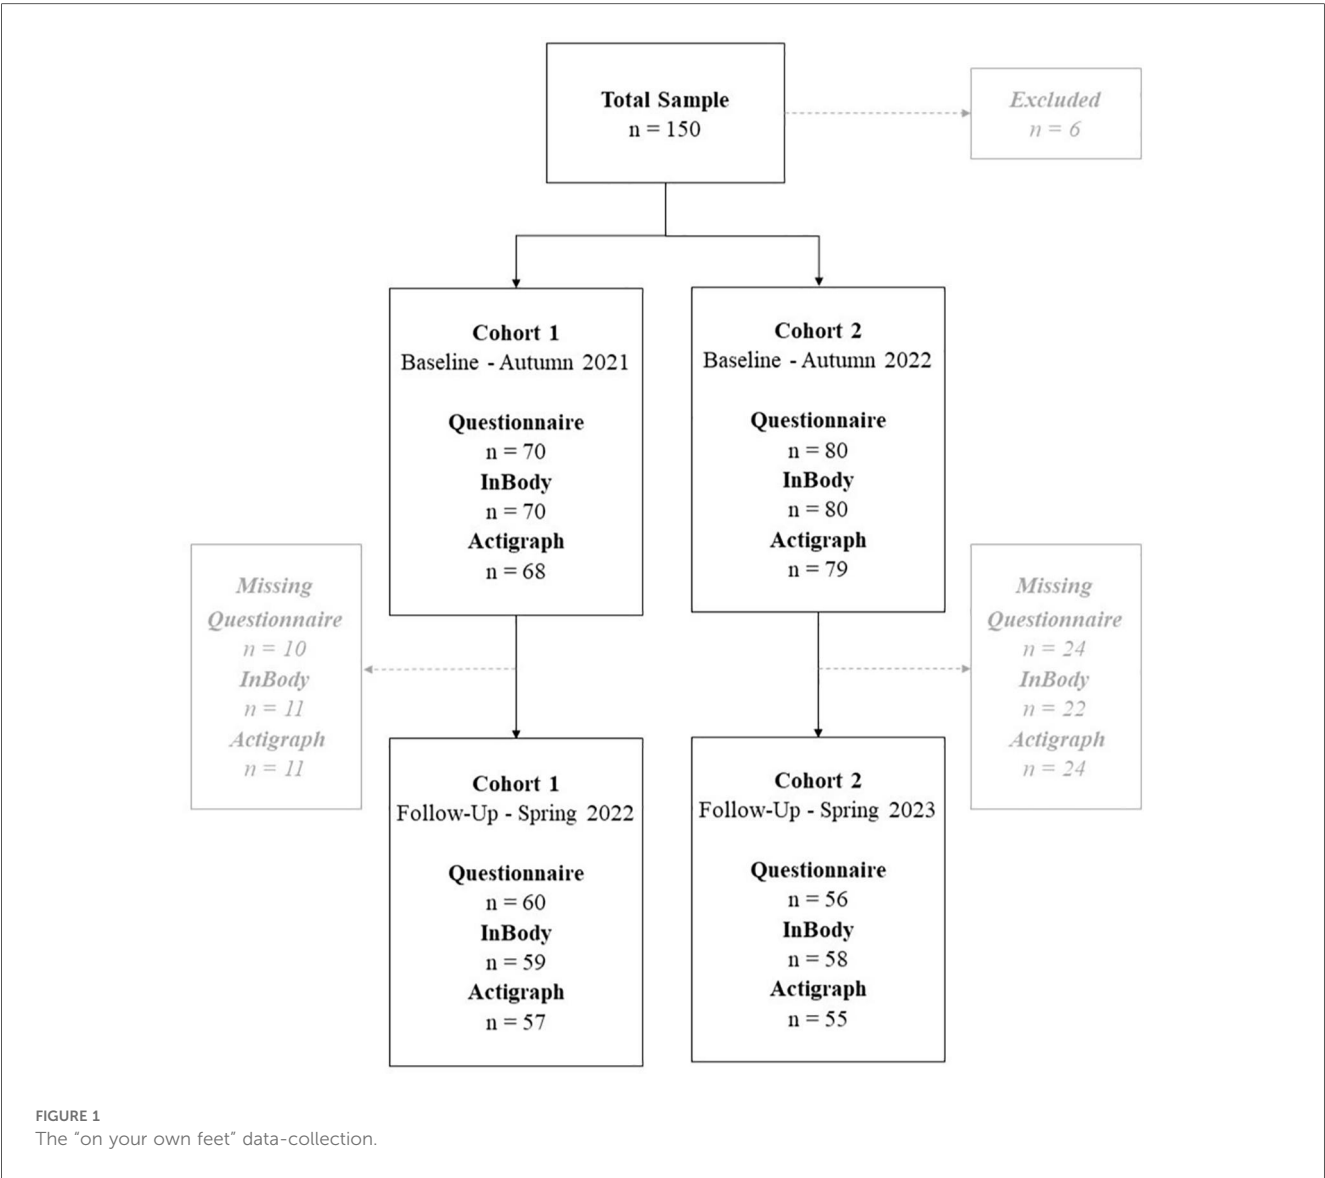 Total Sample
n = 150
Excluded
n = 6
Cohort 1
Baseline - Autumn 2021
Questionnaire
n = 70
InBody
n = 70
Actigraph
n = 68
Cohort 2
Baseline - Autumn 2022
Questionnaire
n = 80
InBody
n = 80
Actigraph
n = 79
Missing
Questionnaire
n = 10
InBody
n = 11
Actigraph
n = 11
Missing
Questionnaire
n = 24
InBody
n = 22
Actigraph
n = 24
Cohort 1
Follow-Up - Spring 2022
Questionnaire
n = 60
InBody
n = 59
Actigraph
n = 57
Cohort 2
Follow-Up - Spring 2023
Questionnaire
n = 56
InBody
n = 58
Actigraph
n = 55
FIGURE 1
The “on your own feet” data-collection.